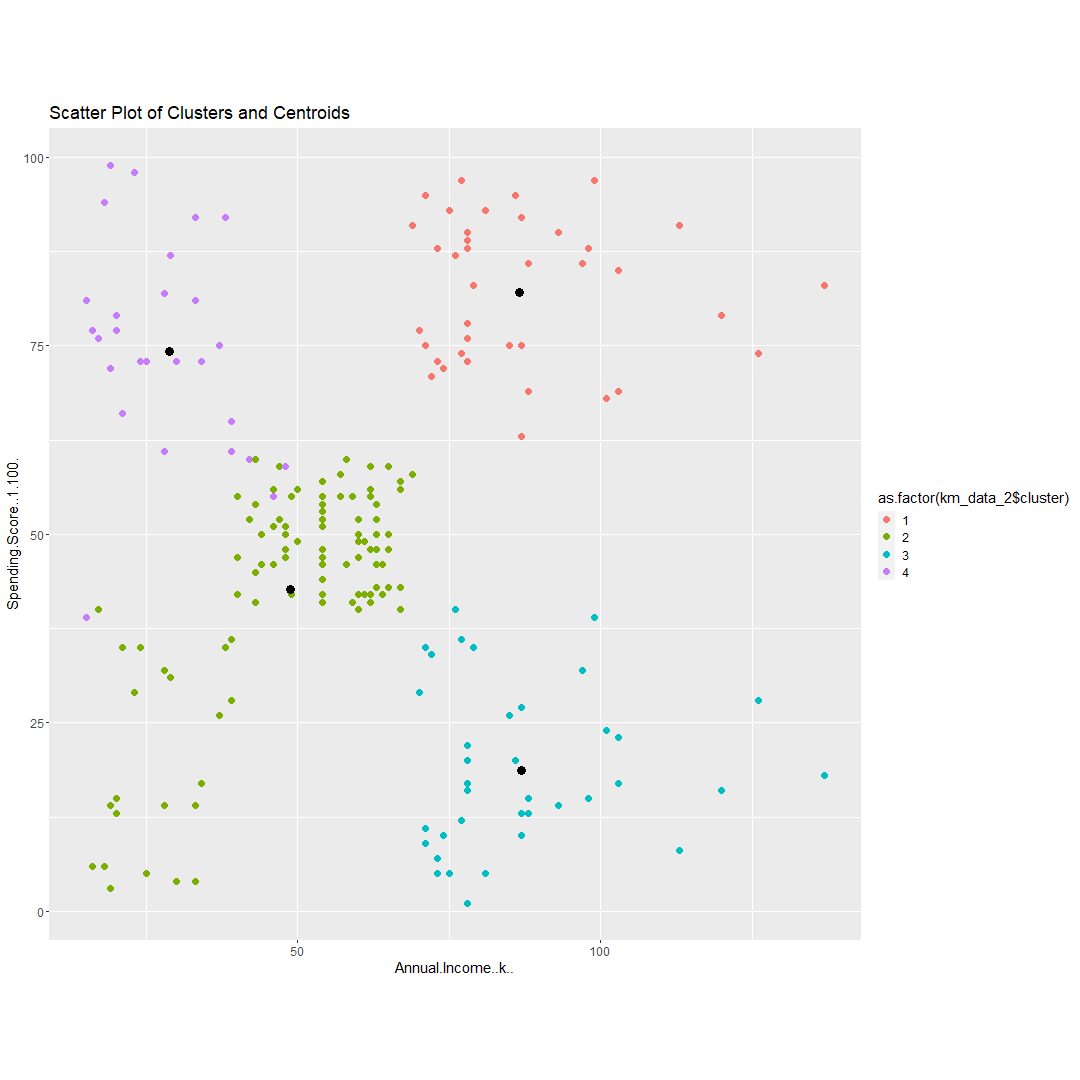 Scatter Plot of Clusters and Centroids
100
75
50
25
0
Spending.Score..1.100.
50
100
Annual.Income..k..
as.factor(km_data_2$cluster)
1
2
3
4